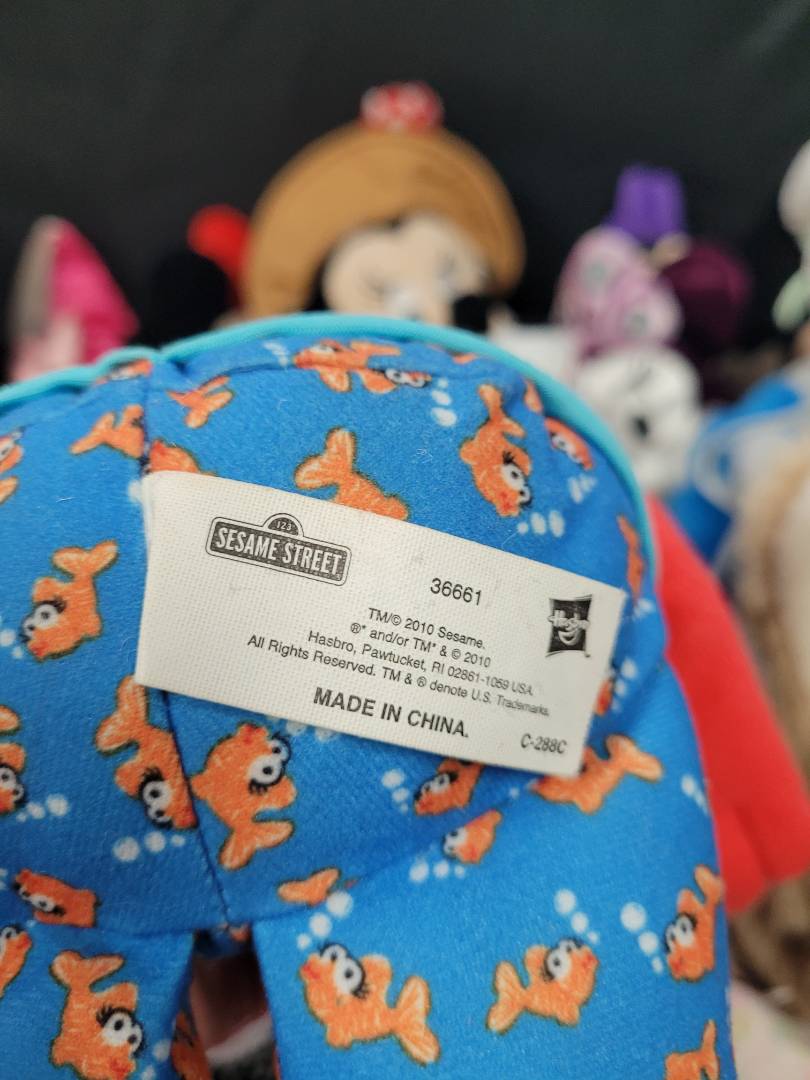 123
SESAME STREET
36661
Hasbro
TM/© 2010 Sesame.
®* and/or TM* & © 2010
Hasbro, Pawtucket, RI 02861-1059 USA.
All Rights Reserved. TM & ® denote U.S. Trademarks.
MADE IN CHINA.
C-288C